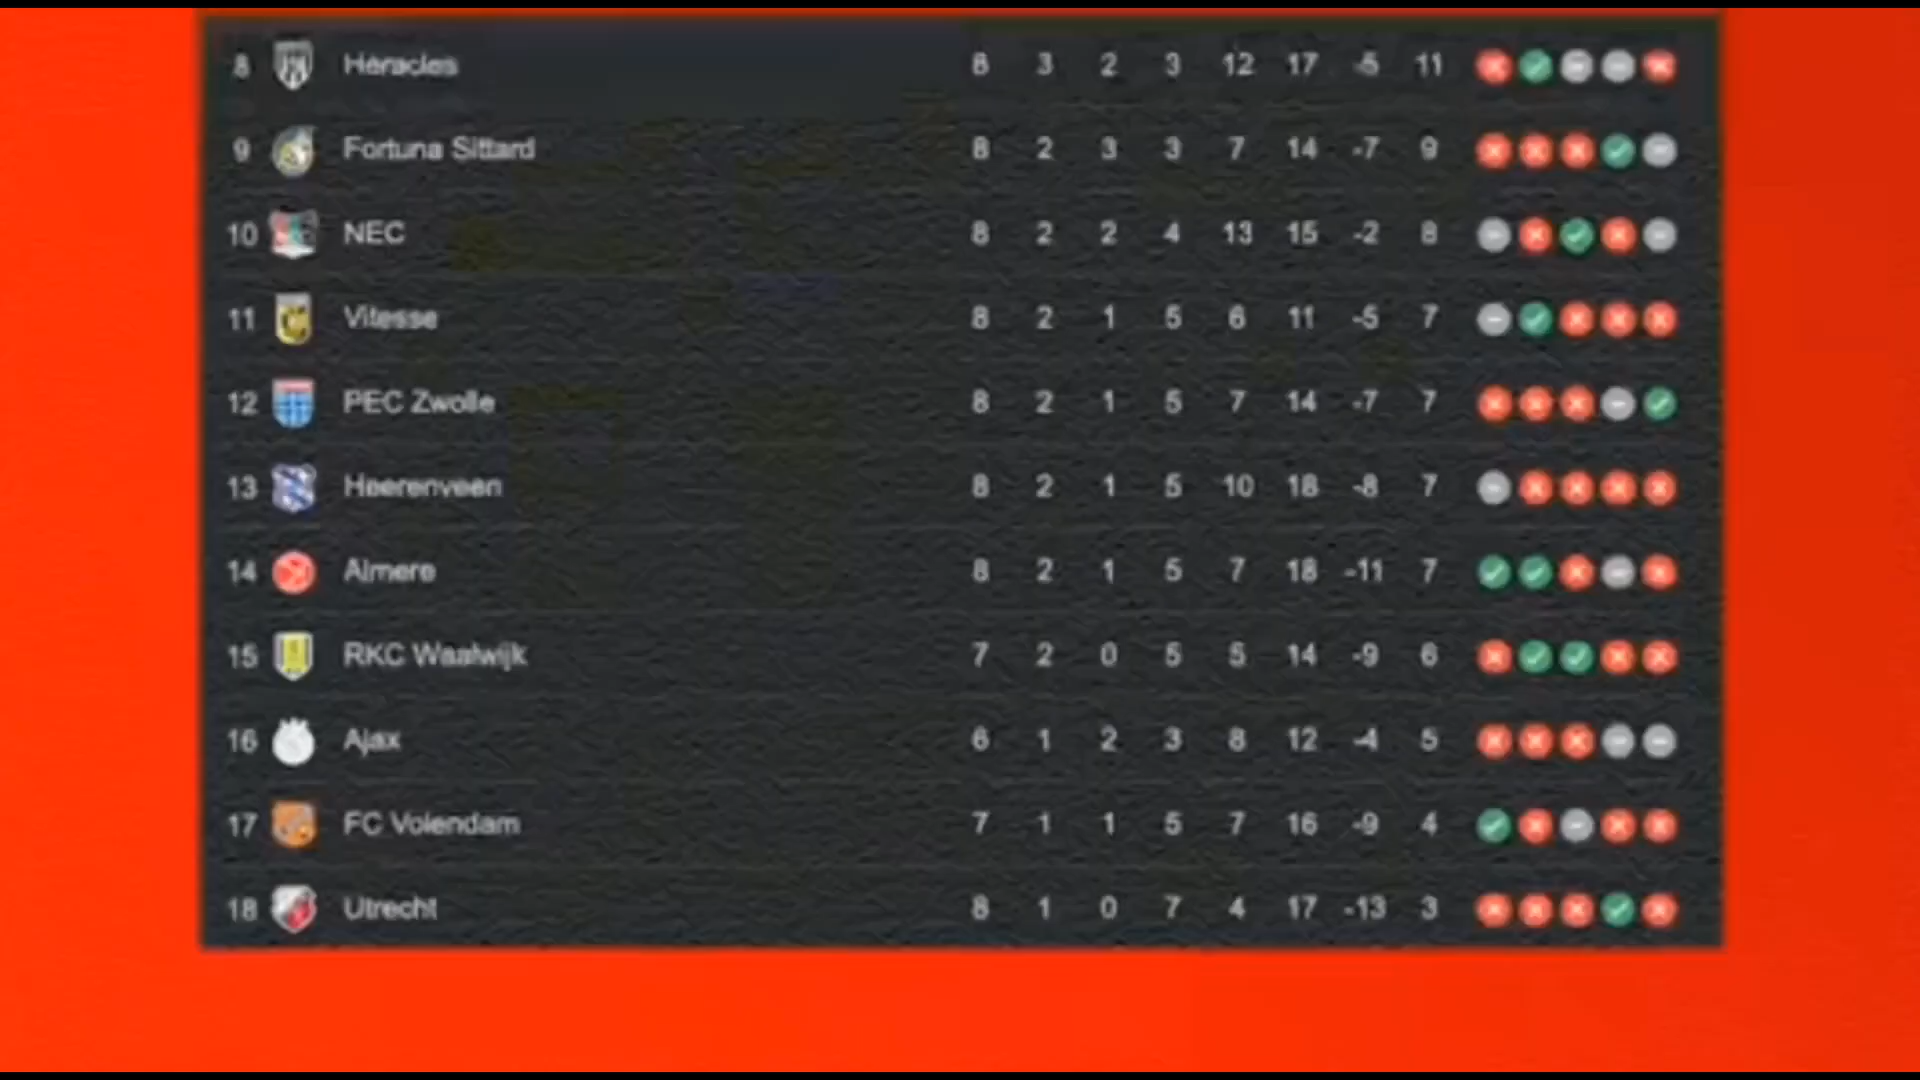 8 Heracles 8 3 2 3 12 17 -5 11
9 Fortuna Sittard 8 2 3 3 7 14 -7 9
10 NEC 8 2 2 4 13 15 -2 8
11 Vitesse 8 2 1 5 6 11 -5 7
12 PEC Zwolle 8 2 1 5 7 14 -7 7
13 Heerenveen 8 2 1 5 10 18 -8 7
14 Almere 8 2 1 5 7 18 -11 7
15 RKC Waalwijk 7 2 0 5 5 14 -9 6
16 Ajax 6 1 2 3 8 12 -4 5
17 FC Volendam 7 1 1 5 7 16 -9 4
18 Utrecht 8 1 0 7 4 17 -13 3